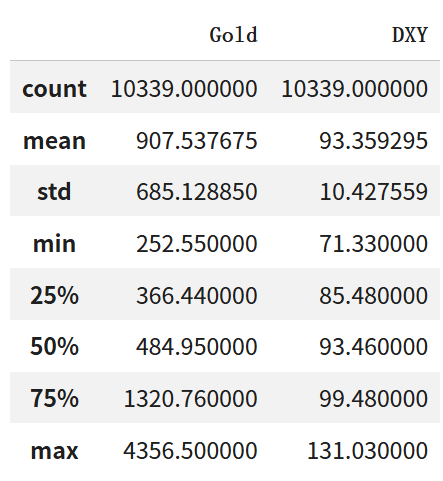 Gold DXY
count 10339.000000 10339.000000
mean 907.537675 93.359295
std 685.128850 10.427559
min 252.550000 71.330000
25% 366.440000 85.480000
50% 484.950000 93.460000
75% 1320.760000 99.480000
max 4356.500000 131.030000